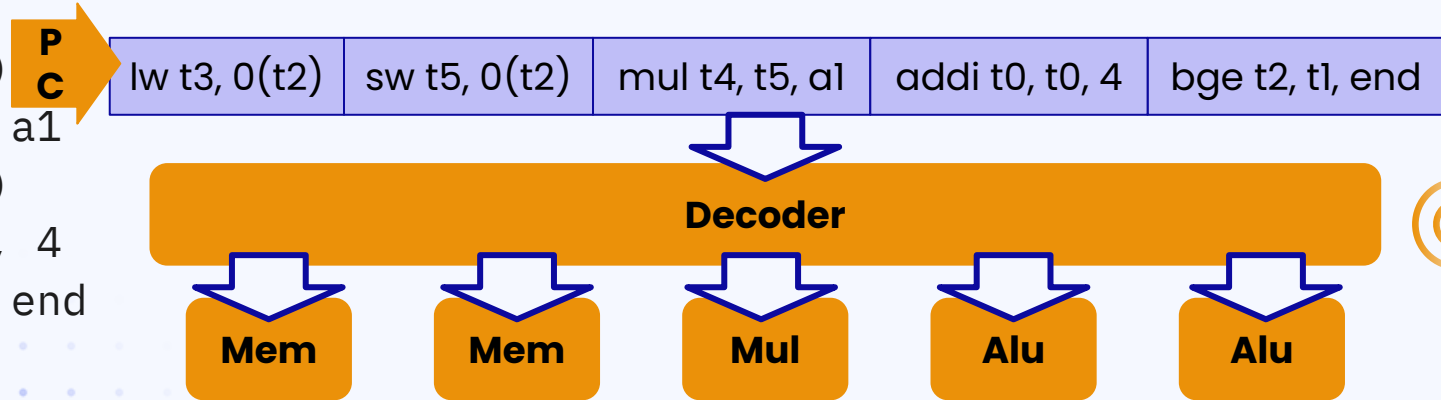 P
C
lw t3, 0(t2)
sw t5, 0(t2)
mul t4, t5, a1
addi t0, t0, 4
bge t2, t1, end
)
a1
)
, 4
end
Decoder
Mem
Mem
Mul
Alu
Alu